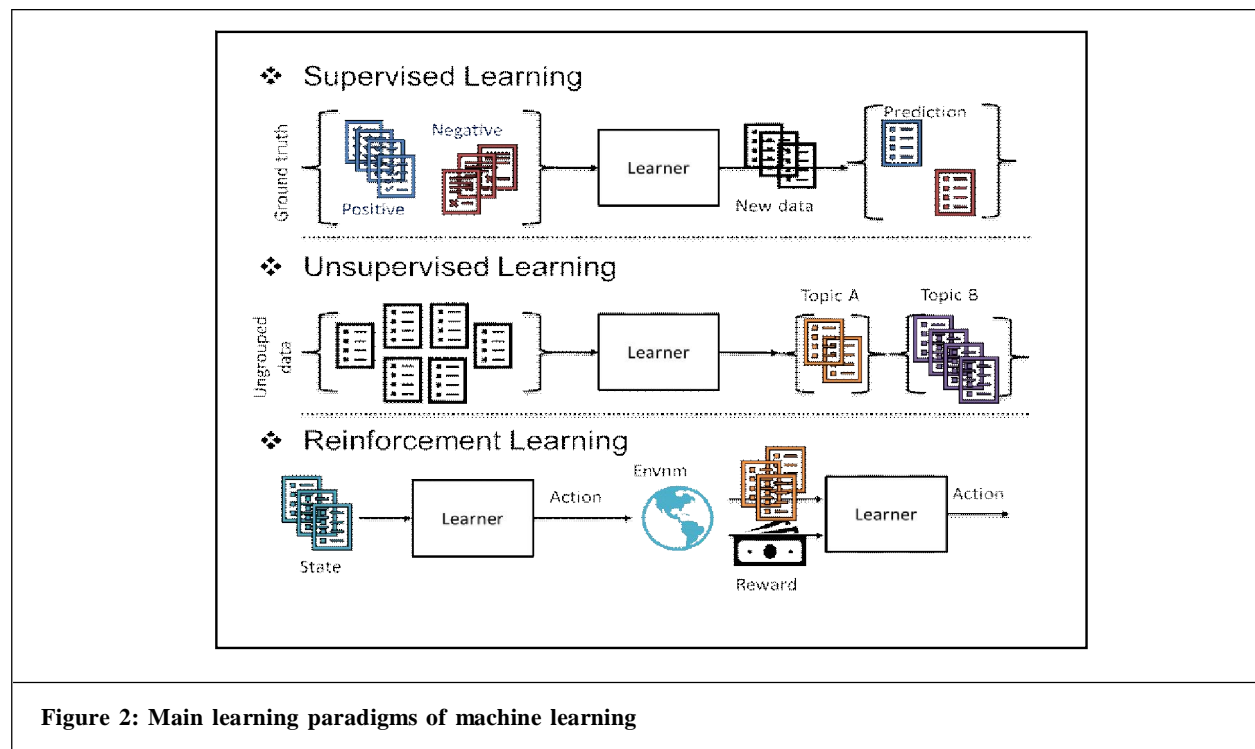 ❖ Supervised Learning
Ground truth
Positive
Negative
Learner
New data
Prediction
❖ Unsupervised Learning
Ungrouped
data
Learner
Topic A
Topic B
❖ Reinforcement Learning
State
Learner
Action
Envnm
Reward
Learner
Action
Figure 2: Main learning paradigms of machine learning